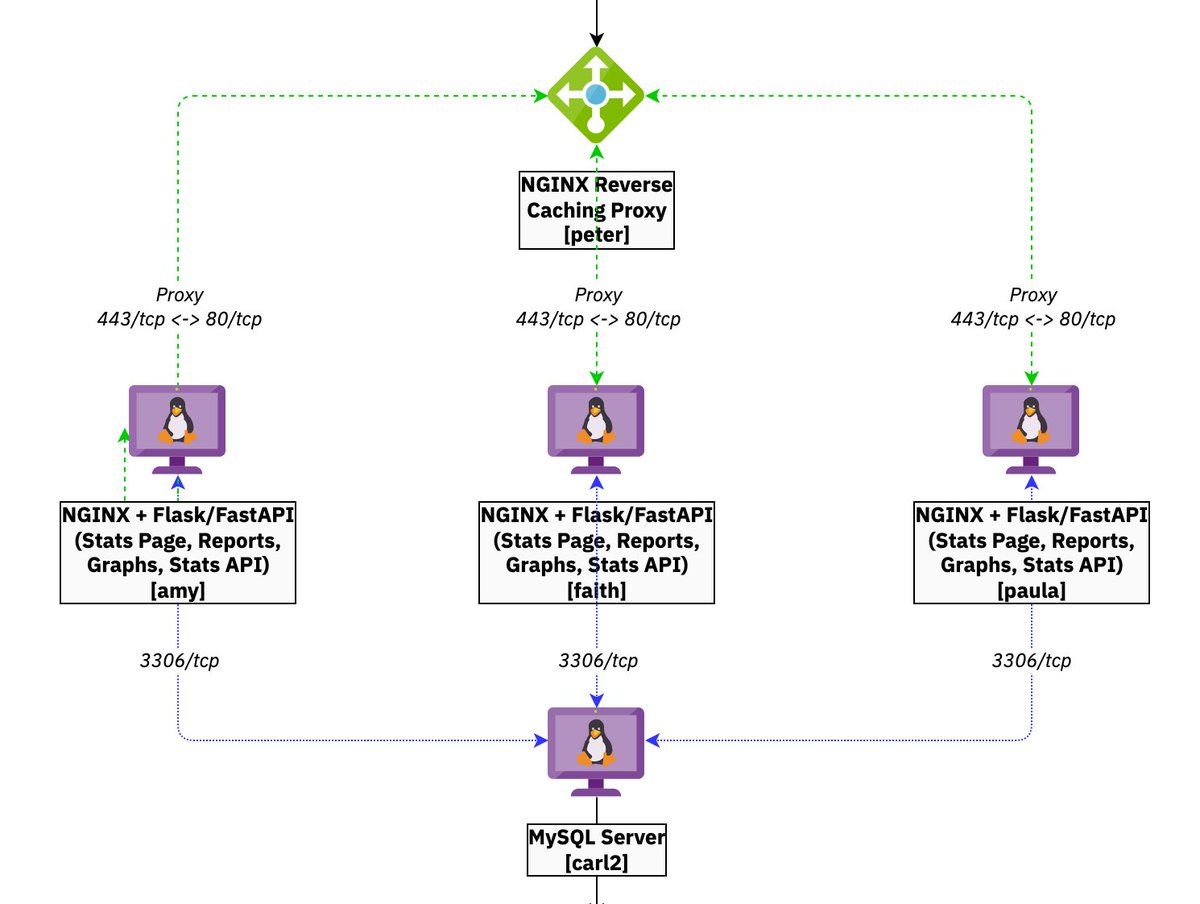 NGINX Reverse
Caching Proxy
[peter]
Proxy
443/tcp <-> 80/tcp
Proxy
443/tcp <-> 80/tcp
Proxy
443/tcp <-> 80/tcp
NGINX + Flask/FastAPI
(Stats Page, Reports,
Graphs, Stats API)
[amy]
NGINX + Flask/FastAPI
(Stats Page, Reports,
Graphs, Stats API)
[faith]
NGINX + Flask/FastAPI
(Stats Page, Reports,
Graphs, Stats API)
[paula]
3306/tcp
3306/tcp
3306/tcp
MySQL Server
[carl2]